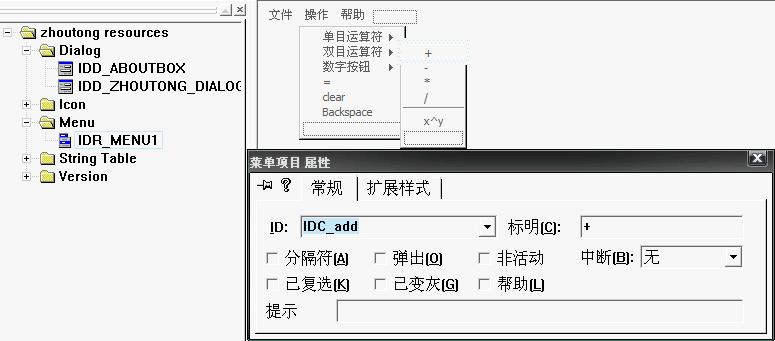 zhoutong resources
Dialog
IDD_ABOUTBOX
IDD_ZHOUTONG_DIALOG
Icon
Menu
IDR_MENU1
String Table
Version
文件 操作 帮助
单目运算符
双目运算符
数字按钮
=
clear
Backspace
+
-
*
/
x^y
菜单项目 属性
常规 扩展样式
ID: IDC_add 标明(C): +
分隔符(A) 弹出(O) 非活动 中断(B): 无
已复选(K) 已变灰(G) 帮助(L)
提示